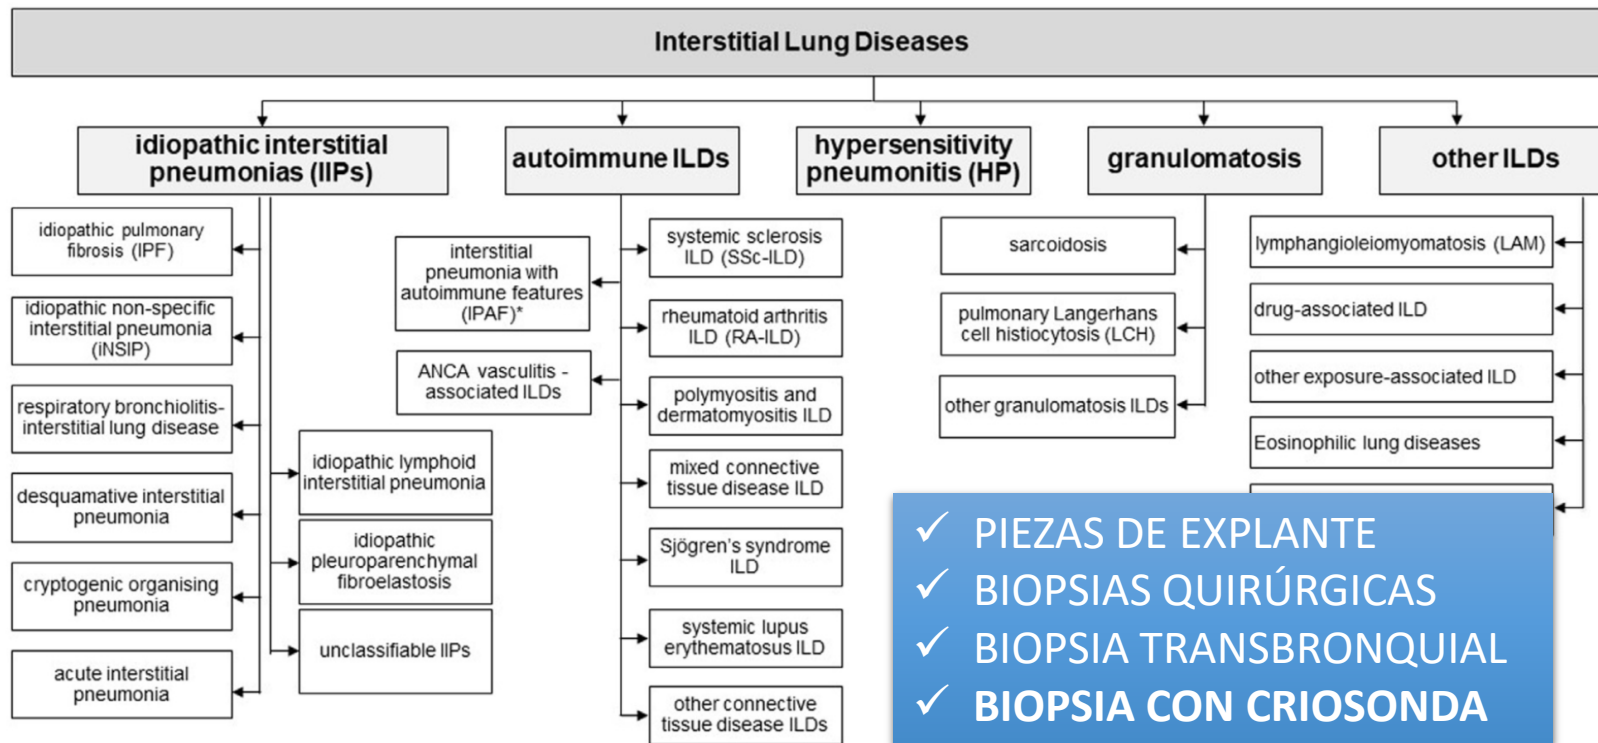 Interstitial Lung Diseases
idiopathic interstitial
pneumonias (IIPs)
autoimmune ILDs
hypersensitivity
pneumonitis (HP)
granulomatosis
other ILDs
idiopathic pulmonary
fibrosis (IPF)
idiopathic non-specific
interstitial pneumonia
(iNSIP)
respiratory bronchiolitis-
interstitial lung disease
desquamative interstitial
pneumonia
cryptogenic organising
pneumonia
acute interstitial
pneumonia
idiopathic lymphoid
interstitial pneumonia
idiopathic
pleuroparenchymal
fibroelastosis
unclassifiable IIPs
interstitial
pneumonia with
autoimmune features
(IPAF)*
ANCA vasculitis -
associated ILDs
systemic sclerosis
ILD (SSc-ILD)
rheumatoid arthritis
ILD (RA-ILD)
polymyositis and
dermatomyositis ILD
mixed connective
tissue disease ILD
Sjögren's syndrome
ILD
systemic lupus
erythematosus ILD
other connective
tissue disease ILDs
sarcoidosis
pulmonary Langerhans
cell histiocytosis (LCH)
other granulomatosis ILDs
lymphangioleiomyomatosis (LAM)
drug-associated ILD
other exposure-associated ILD
Eosinophilic lung diseases
✓ PIEZAS DE EXPLANTE
✓ BIOPSIAS QUIRÚRGICAS
✓ BIOPSIA TRANSBRONQUIAL
✓ BIOPSIA CON CRIOSONDA